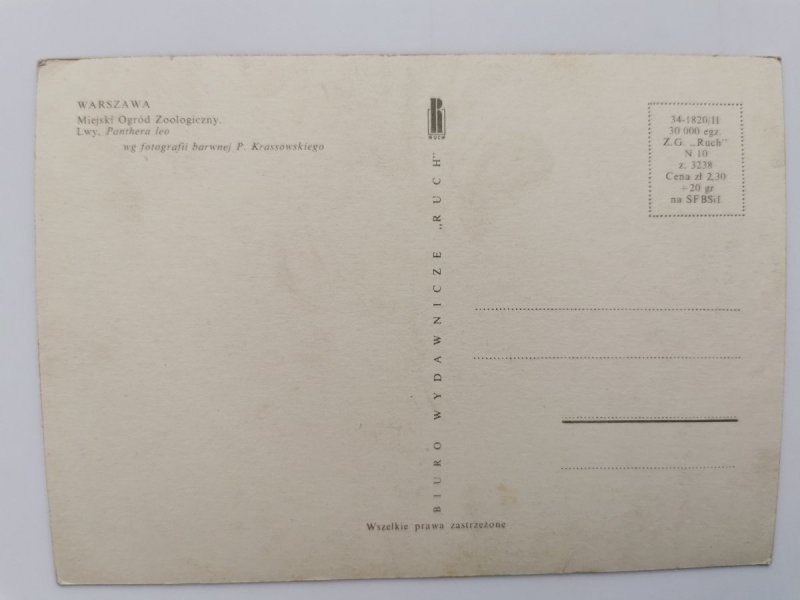 WARSZAWA
Miejski Ogród Zoologiczny.
Lwy, Panthera leo
wg fotografii barwnej P. Krassowskiego
RUCH
BIURO WYDAWNICZE „RUCH”
34-1820/II
30 000 egz.
Z.G. „Ruch”
N 10
z. 3238
Cena zł 2,30
+20 gr
na SFBSiI
Wszelkie prawa zastrzeżone